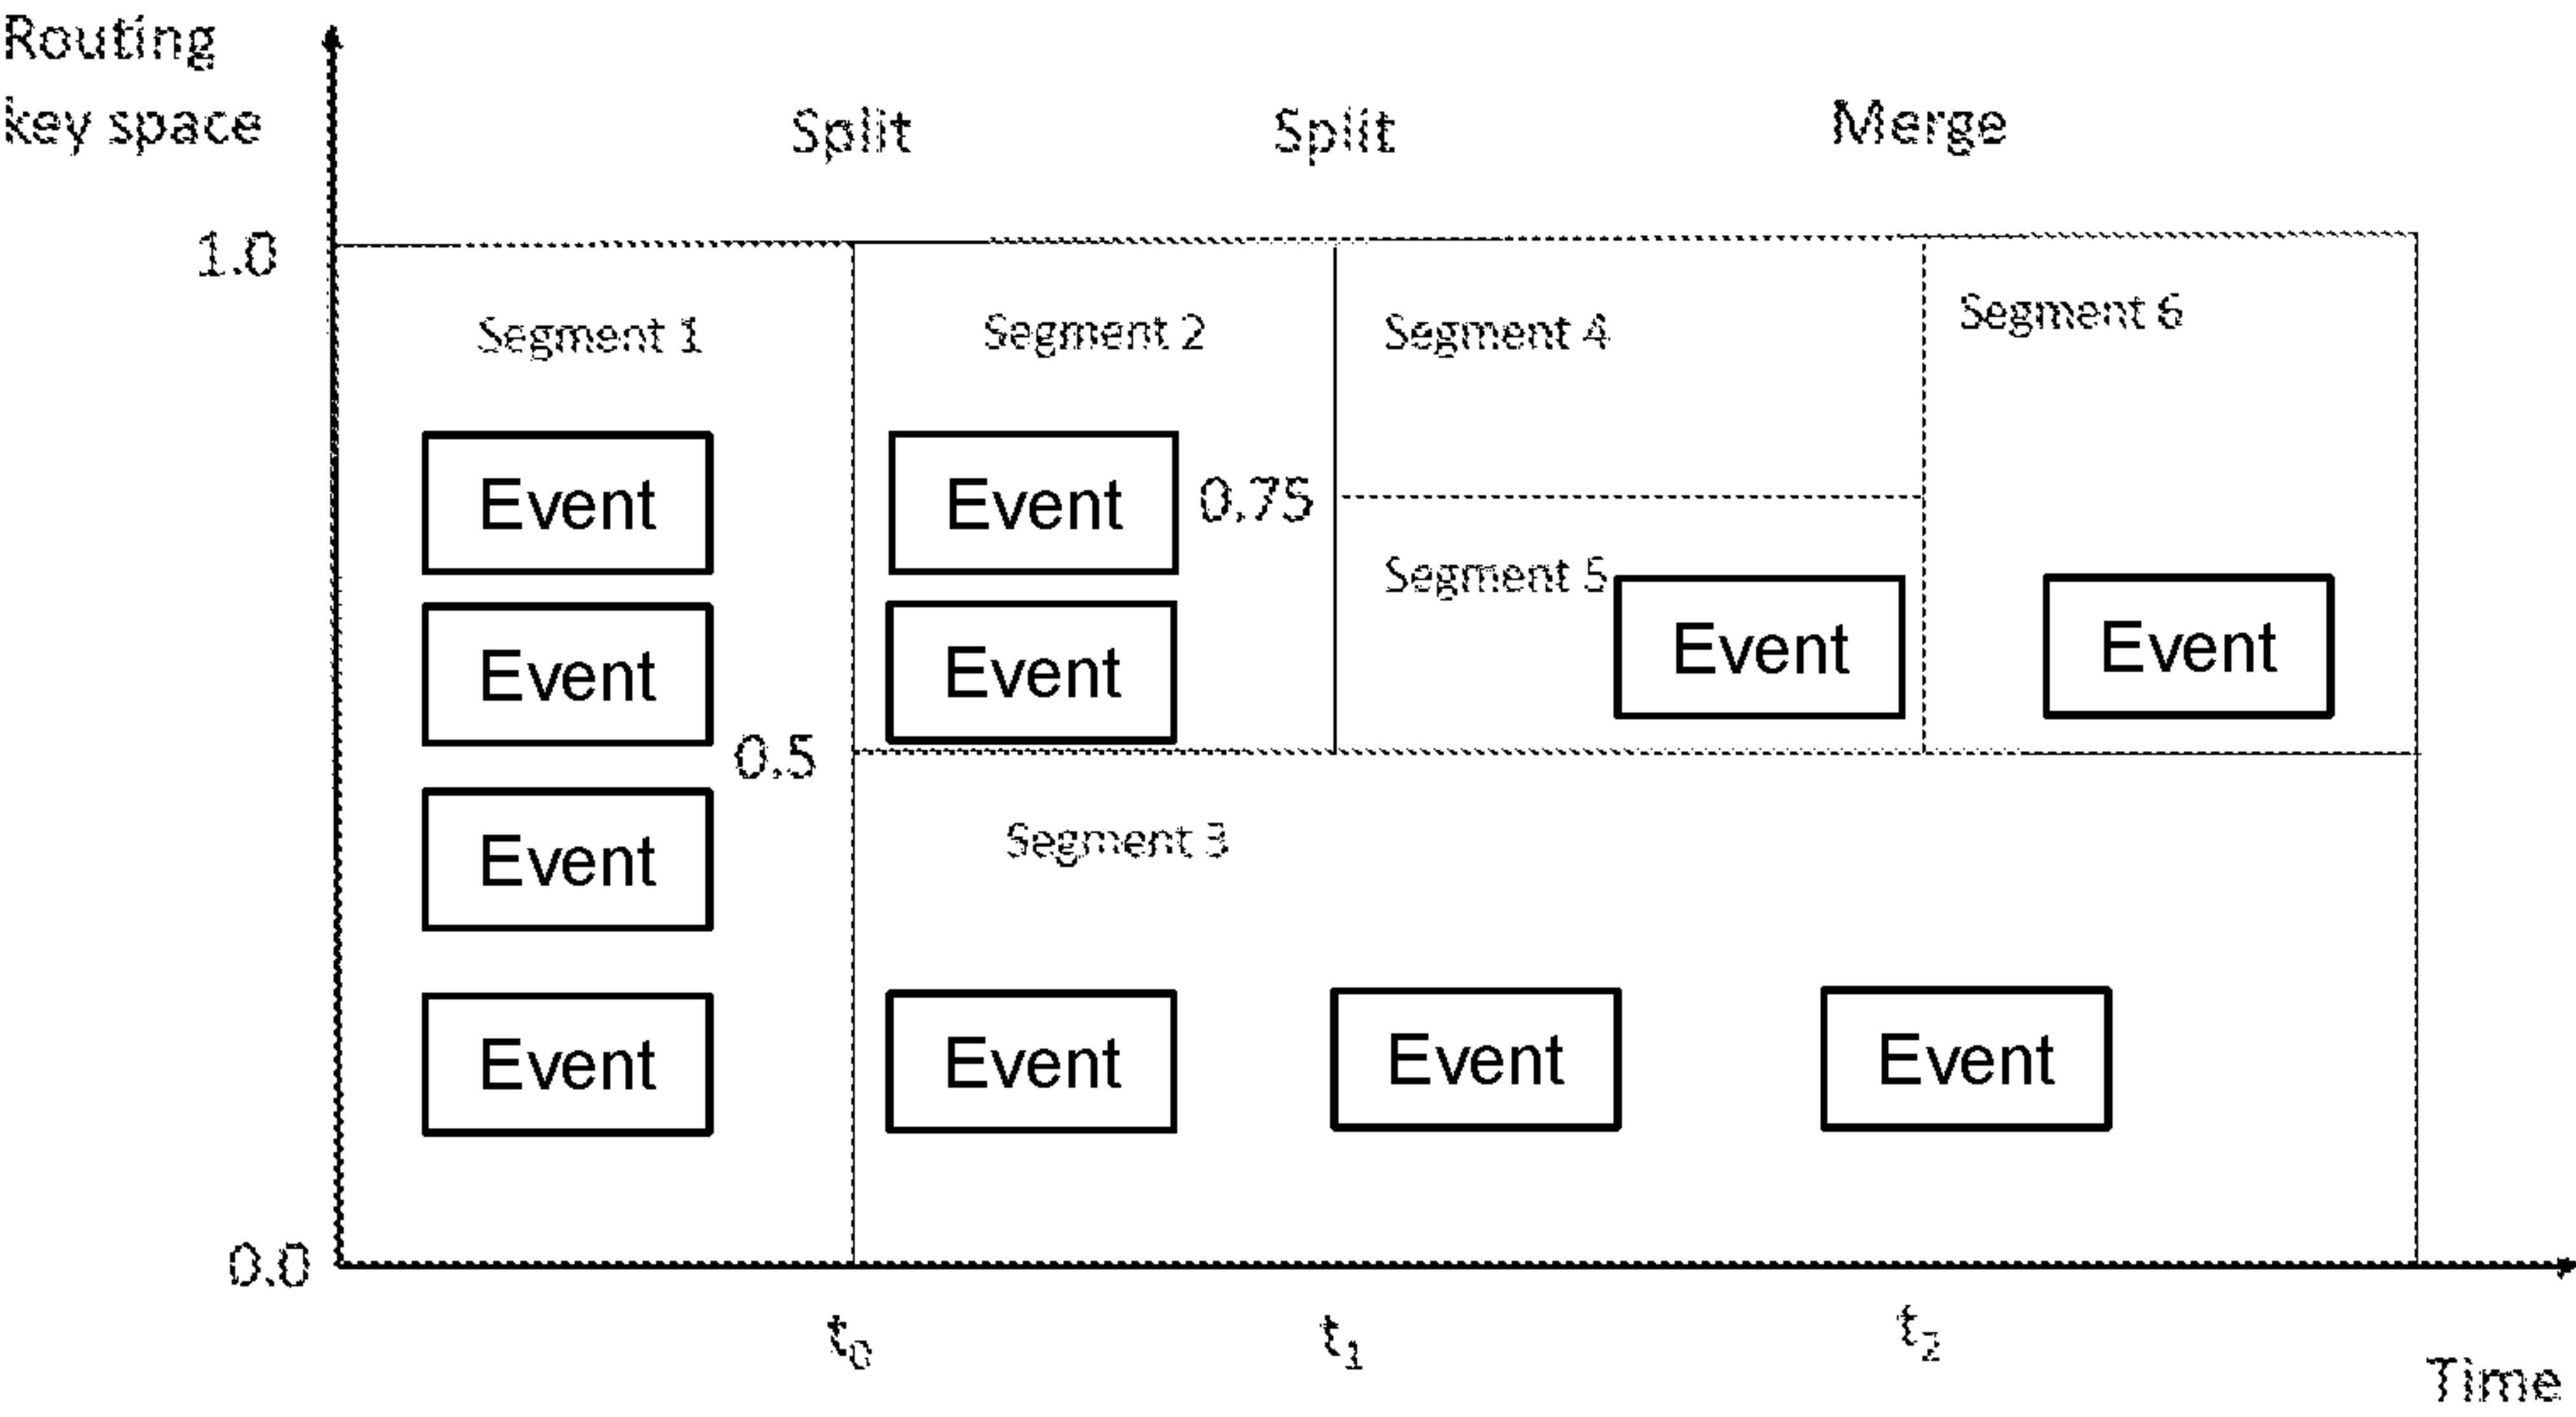 Routing
key space
Split
Split
Merge
1.0
Segment 1
Segment 2
Segment 4
Segment 6
Event
Event
0.75
Segment 5
Event
Event
Event
Event
0.5
Event
Segment 3
Event
Event
Event
Event
0.0
t₀
t₁
t₂
Time